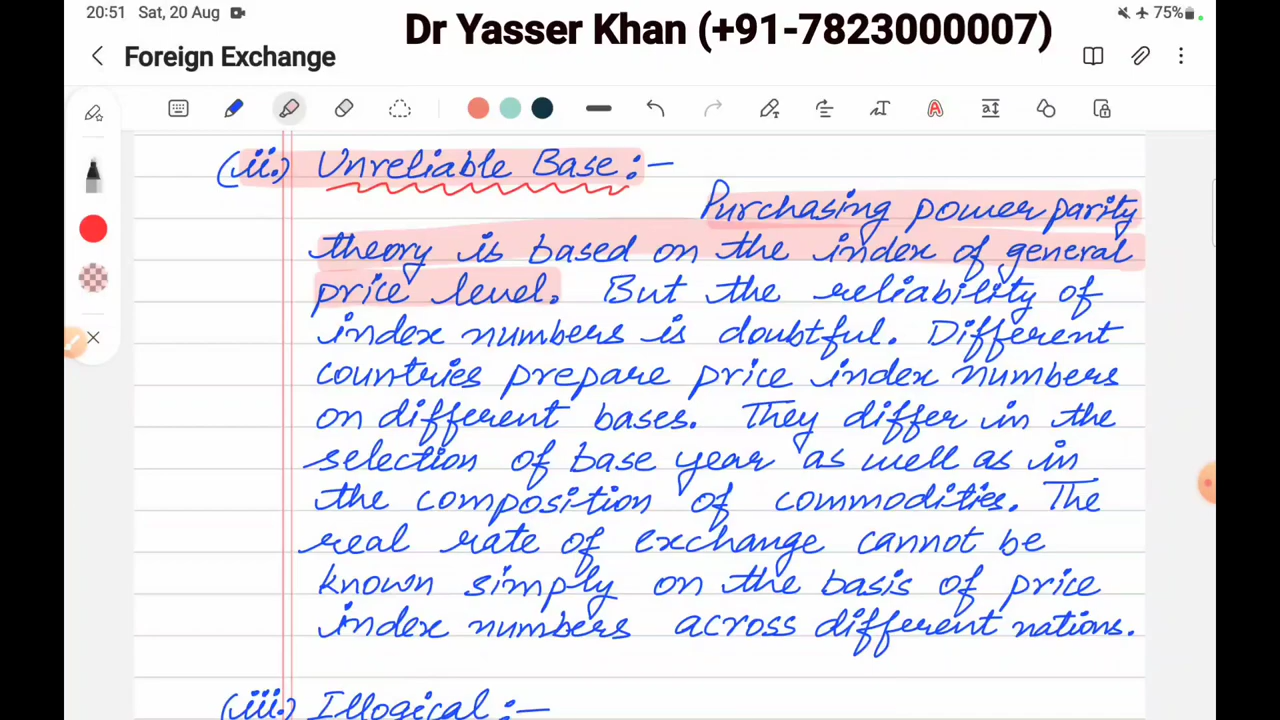 20:51 Sat, 20 Aug
75%
Dr Yasser Khan (+91-7823000007)
Foreign Exchange
(ii.) Unreliable Base:-
Purchasing power parity
theory is based on the index of general
price level. But the reliability of
index numbers is doubtful. Different
countries prepare price index numbers
on different bases. They differ in the
selection of base year as well as in
the composition of commodities. The
real rate of exchange cannot be
known simply on the basis of price
index numbers across different nations.
(iii.) Illogical:-